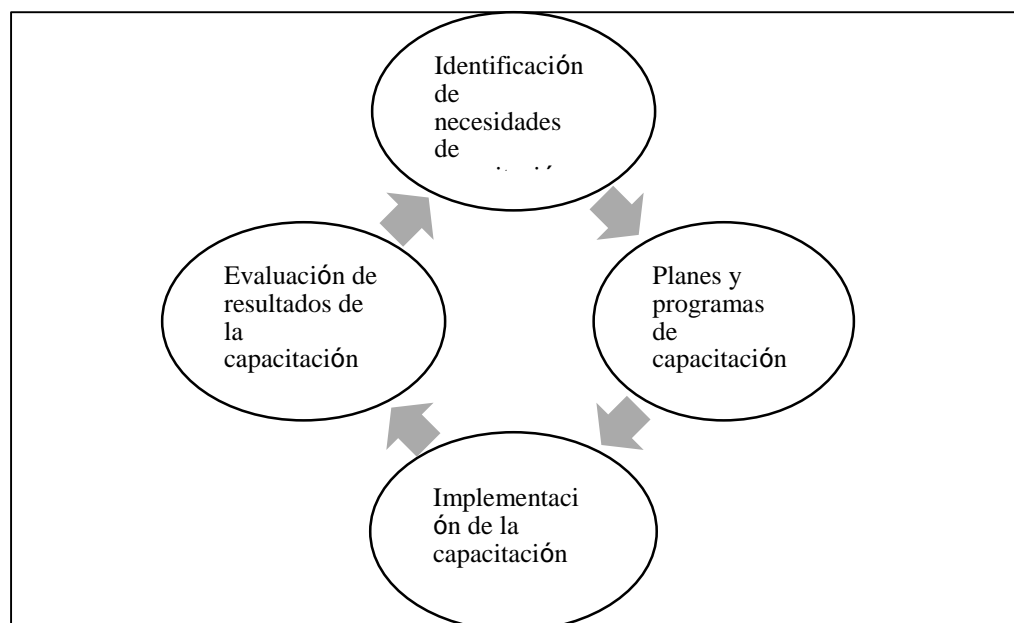 Identificación
de
necesidades
de
Evaluación de
resultados de
la
capacitación
Planes y
programas
de
capacitación
Implementaci
ón de la
capacitación